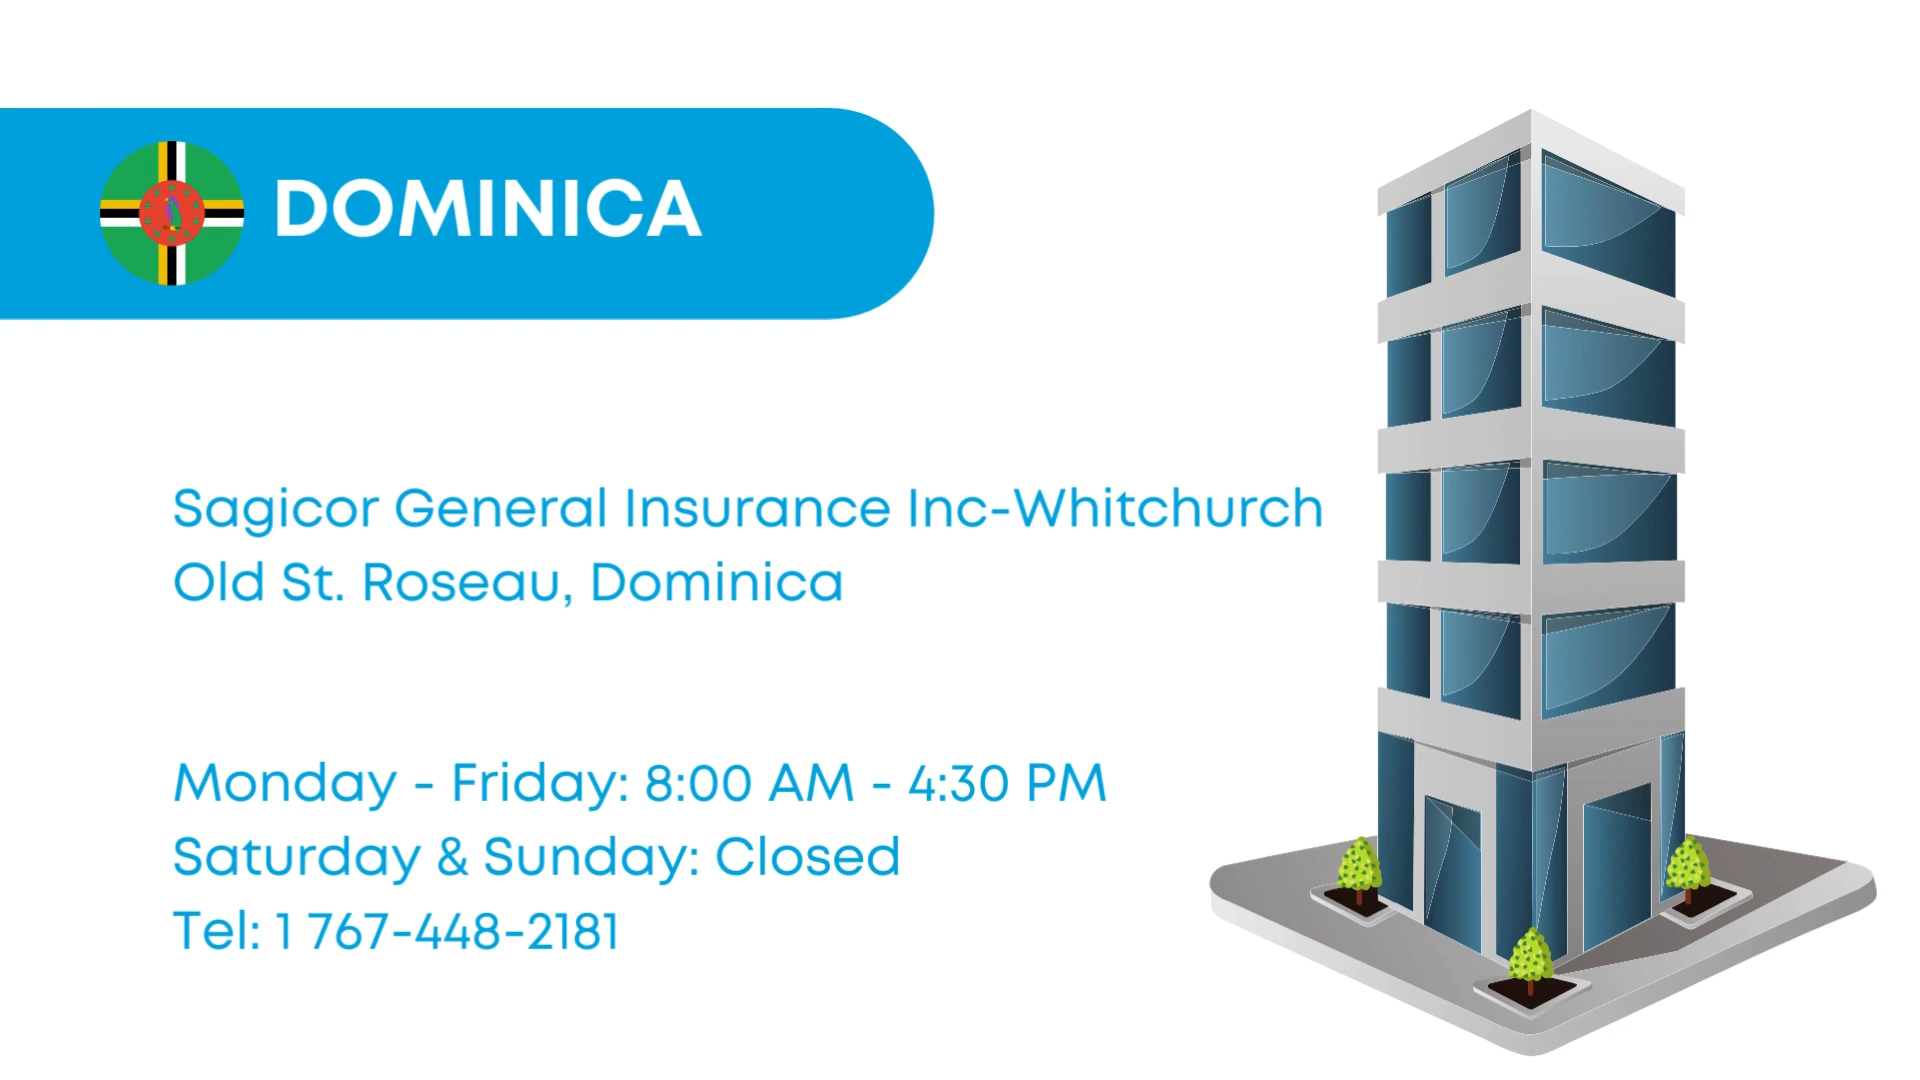 DOMINICA
Sagicor General Insurance Inc-Whitchurch
Old St. Roseau, Dominica
Monday - Friday: 8:00 AM - 4:30 PM
Saturday & Sunday: Closed
Tel: 1 767-448-2181